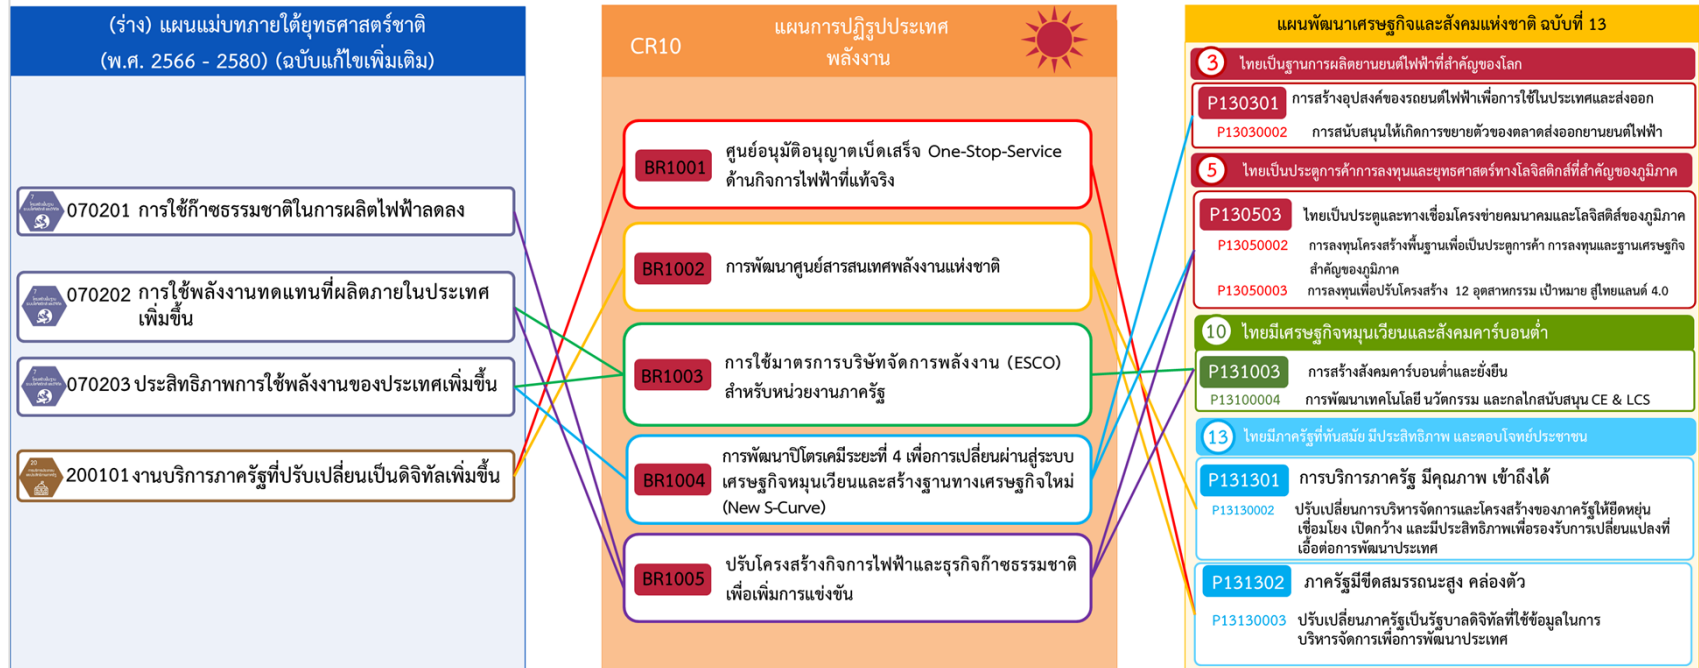 (ร่าง) แผนแม่บทภายใต้ยุทธศาสตร์ชาติ
(พ.ศ. 2566 - 2580) (ฉบับแก้ไขเพิ่มเติม)
070201 การใช้ก๊าซธรรมชาติในการผลิตไฟฟ้าลดลง
070202 การใช้พลังงานทดแทนที่ผลิตภายในประเทศ
เพิ่มขึ้น
070203 ประสิทธิภาพการใช้พลังงานของประเทศเพิ่มขึ้น
20
200101 งานบริการภาครัฐที่ปรับเปลี่ยนเป็นดิจิทัลเพิ่มขึ้น
CR10
แผนการปฏิรูปประเทศ
พลังงาน
BR1001
ศูนย์อนุมัติอนุญาตเบ็ดเสร็จ One-Stop-Service
ด้านกิจการไฟฟ้าที่แท้จริง
BR1002
การพัฒนาศูนย์สารสนเทศพลังงานแห่งชาติ
BR1003
การใช้มาตรการบริษัทจัดการพลังงาน (ESCO)
สำหรับหน่วยงานภาครัฐ
BR1004
การพัฒนาปิโตรเคมีระยะที่ 4 เพื่อการเปลี่ยนผ่านสู่ระบบ
เศรษฐกิจหมุนเวียนและสร้างฐานทางเศรษฐกิจใหม่
(New S-Curve)
BR1005
ปรับโครงสร้างกิจการไฟฟ้าและธุรกิจก๊าซธรรมชาติ
เพื่อเพิ่มการแข่งขัน
แผนพัฒนาเศรษฐกิจและสังคมแห่งชาติ ฉบับที่ 13
3 ไทยเป็นฐานการผลิตยานยนต์ไฟฟ้าที่สำคัญของโลก
P130301 การสร้างอุปสงค์ของรถยนต์ไฟฟ้าเพื่อการใช้ในประเทศและส่งออก
P13030002 การสนับสนุนให้เกิดการขยายตัวของตลาดส่งออกยานยนต์ไฟฟ้า
5 ไทยเป็นประตูการค้าการลงทุนและยุทธศาสตร์ทางโลจิสติกส์ที่สำคัญของภูมิภาค
P130503 ไทยเป็นประตูและทางเชื่อมโครงข่ายคมนาคมและโลจิสติส์ของภูมิภาค
P13050002 การลงทุนโครงสร้างพื้นฐานเพื่อเป็นประตูการค้า การลงทุนและฐานเศรษฐกิจ
สำคัญของภูมิภาค
P13050003 การลงทุนเพื่อปรับโครงสร้าง 12 อุตสาหกรรม เป้าหมาย สู่ไทยแลนด์ 4.0
10 ไทยมีเศรษฐกิจหมุนเวียนและสังคมคาร์บอนต่ำ
P131003 การสร้างสังคมคาร์บอนต่ำและยั่งยืน
P13100004 การพัฒนาเทคโนโลยี นวัตกรรม และกลไกสนับสนุน CE & LCS
13 ไทยมีภาครัฐที่ทันสมัย มีประสิทธิภาพ และตอบโจทย์ประชาชน
P131301 การบริการภาครัฐ มีคุณภาพ เข้าถึงได้
P13130002 ปรับเปลี่ยนการบริหารจัดการและโครงสร้างของภาครัฐให้ยืดหยุ่น
เชื่อมโยง เปิดกว้าง และมีประสิทธิภาพเพื่อรองรับการเปลี่ยนแปลงที่
เอื้อต่อการพัฒนาประเทศ
P131302 ภาครัฐมีขีดสมรรถนะสูง คล่องตัว
P13130003 ปรับเปลี่ยนภาครัฐเป็นรัฐบาลดิจิทัลที่ใช้ข้อมูลในการ
บริหารจัดการเพื่อการพัฒนาประเทศ